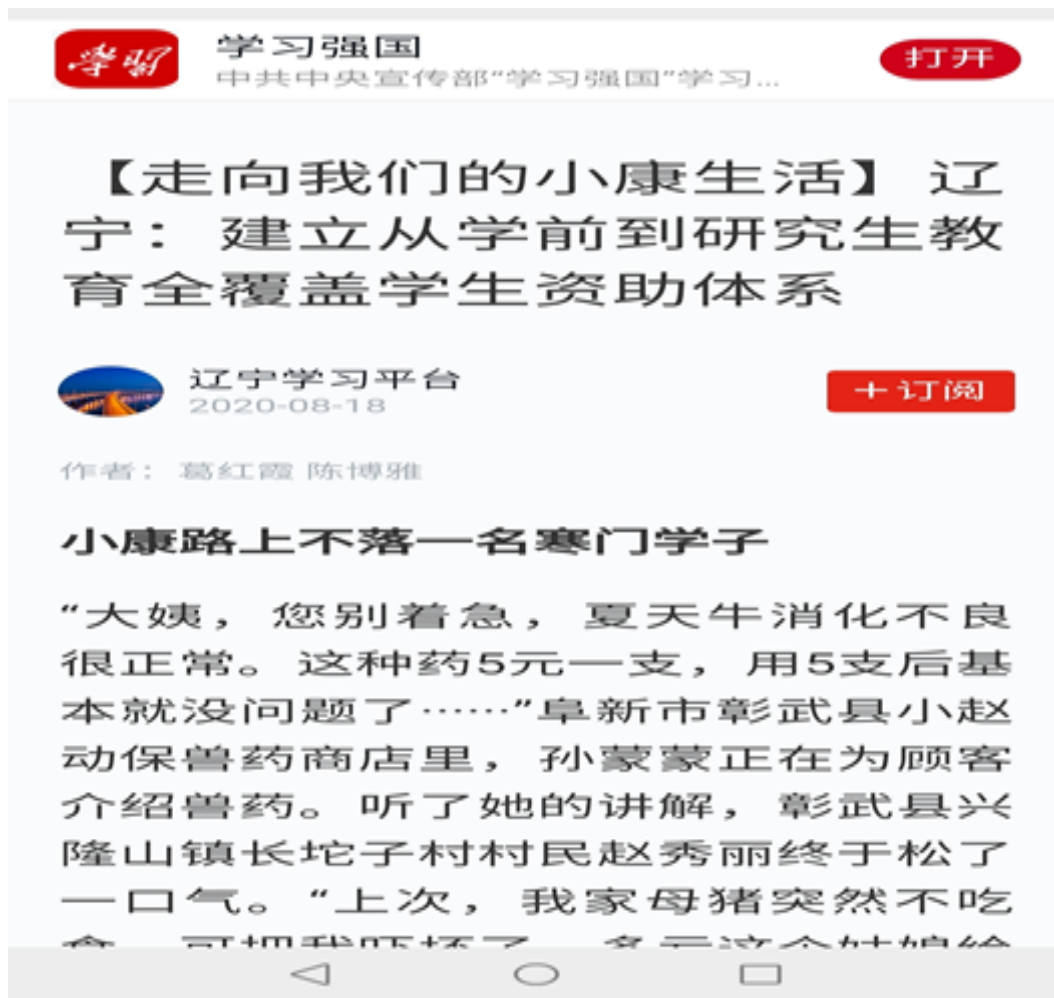 学习
学习强国
中共中央宣传部“学习强国”学习...
打开
【走向我们的小康生活】辽
宁：建立从学前到研究生教
育全覆盖学生资助体系
辽宁学习平台
2020-08-18
+订阅
作者：葛红霞 陈博雅
小康路上不落一名寒门学子
“大姨，您别着急，夏天牛消化不良
很正常。这种药5元一支，用5支后基
本就没问题了……”阜新市彰武县小赵
动保兽药商店里，孙蒙蒙正在为顾客
介绍兽药。听了她的讲解，彰武县兴
隆山镇长坨子村村民赵秀丽终于松了
一口气。“上次，我家母猪突然不吃